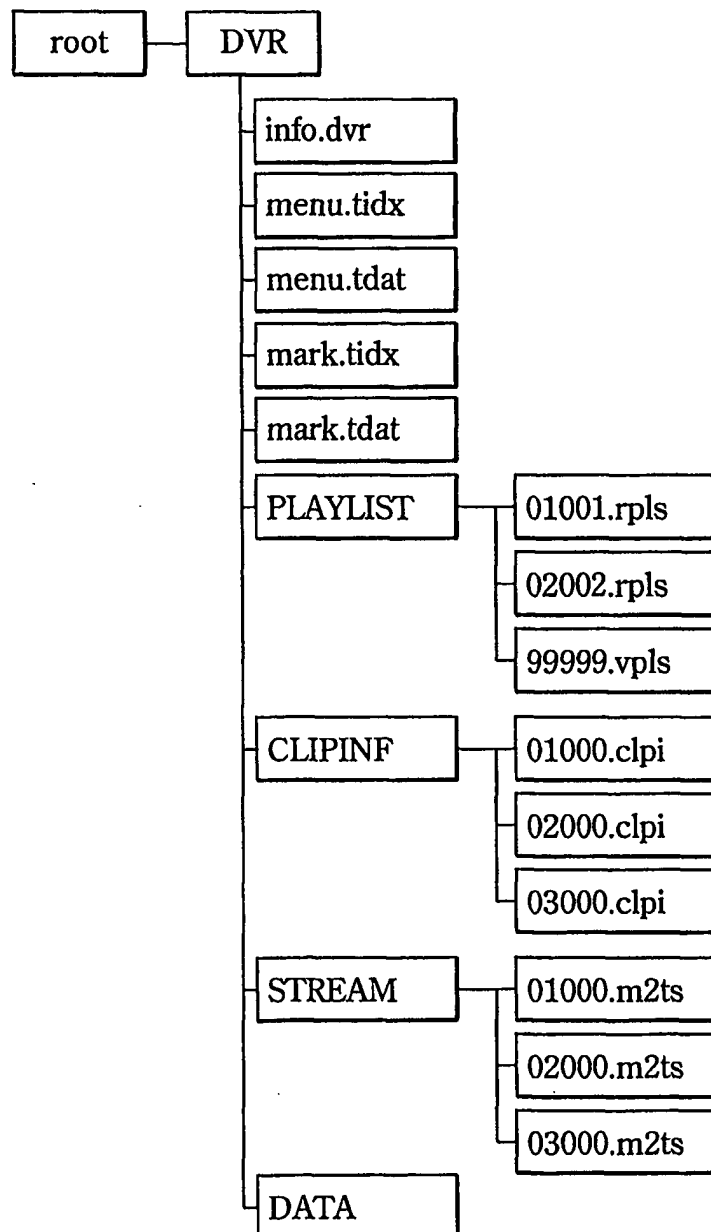 root DVR
info.dvr
menu.tidx
menu.tdat
mark.tidx
mark.tdat
PLAYLIST 01001.rpls
02002.rpls
99999.vpls
CLIPINF 01000.clpi
02000.clpi
03000.clpi
STREAM 01000.m2ts
02000.m2ts
03000.m2ts
DATA